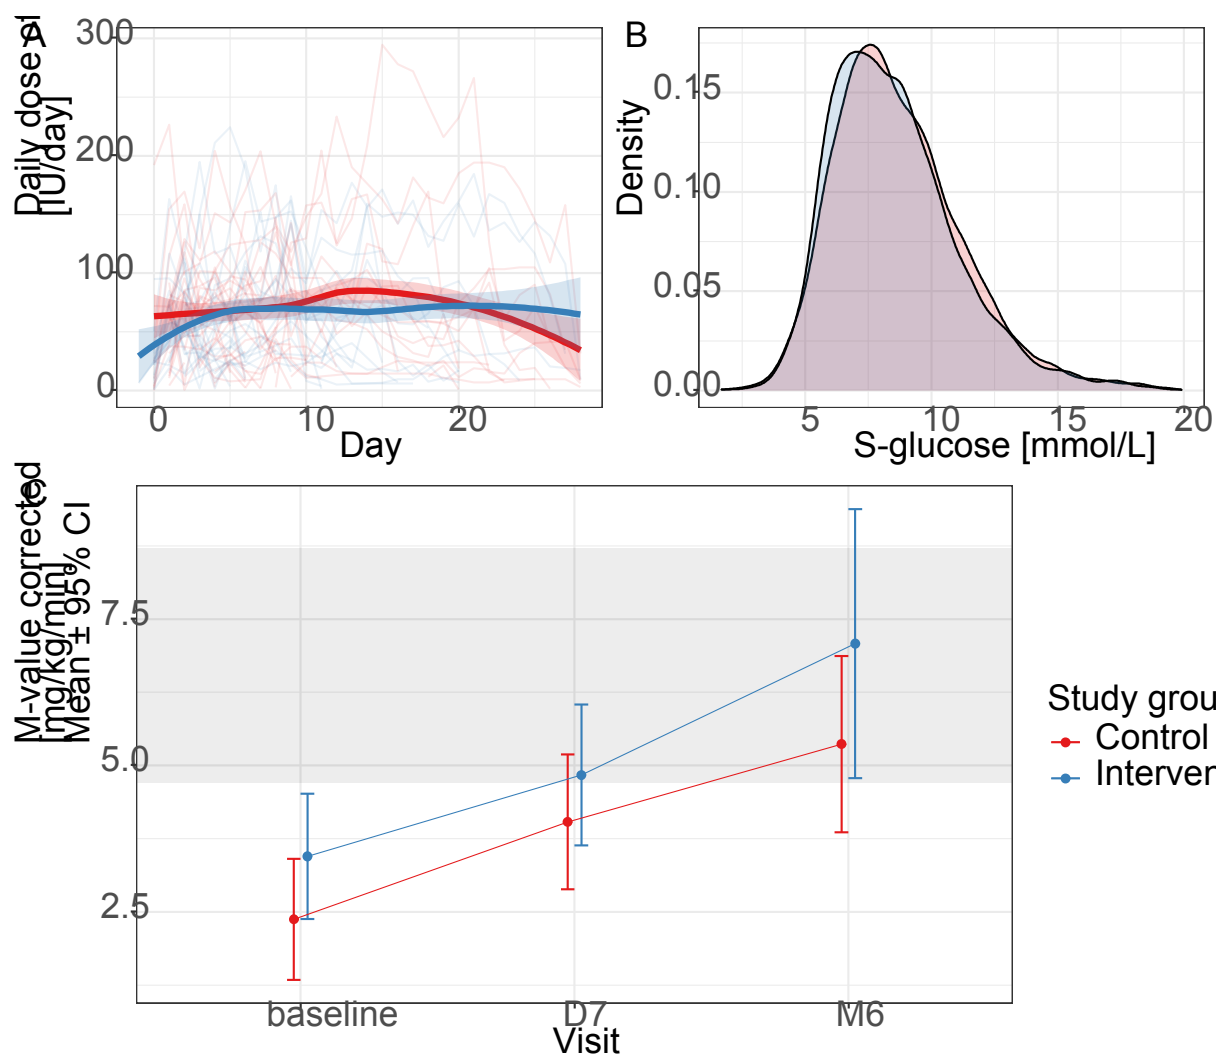 A
Daily dose of
[IU/day]
300
200
100
0
0 10 20
Day
B
Density
0.15
0.10
0.05
0.00
5 10 15 20
S-glucose [mmol/L]
C
M-value corrected
[mg/kg/min]
Mean ± 95% CI
7.5
5.0
2.5
baseline D7 M6
Visit
Study grou
Control
Interver